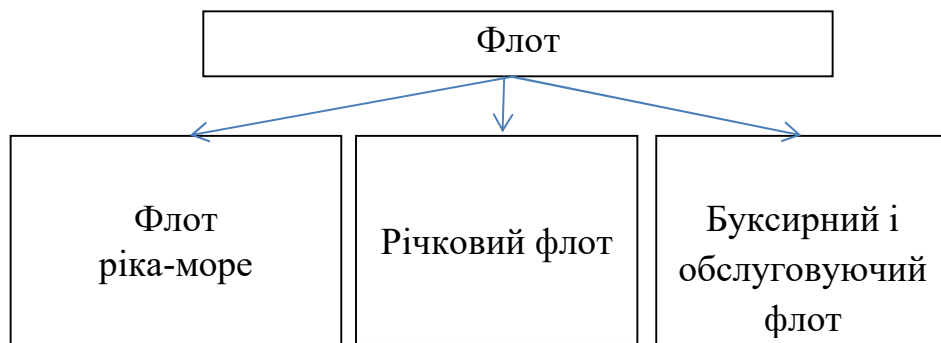 Флот
Флот
ріка-море
Річковий флот
Буксирний і
обслуговуючий
флот